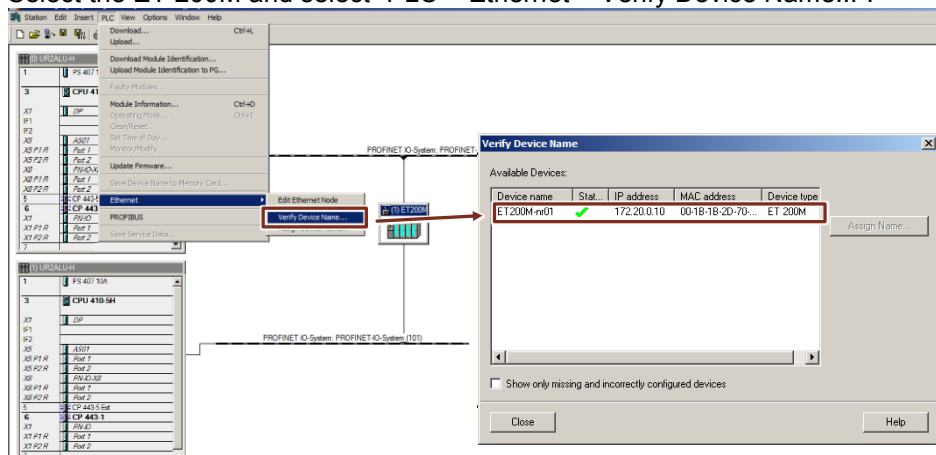 Select the ET 200M and select "PLC > Ethernet > Verify Device Name...".
Station Edit Insert PLC View Options Window Help
Download... Ctrl+L
Upload...
Download Module Identification...
Upload Module Identification to PG...
Faulty Modules...
Module Information... Ctrl+D
Operating Mode... Ctrl+I
Clear/Reset...
Set Time of Day...
Monitor/Modify
Update Firmware...
Save Device Name to Memory Card...
Ethernet
PROFIBUS
Save Service Data...
Edit Ethernet Node
Verify Device Name...
(0) UR2ALU-H
1 PS 407 1
3 CPU 41
X1 DP
IF1
IF2
X5 AS01
X5 P1 R Port 1
X5 P2 R Port 2
X8 PN-IO-X
X8 P1 R Port 1
X8 P2 R Port 2
5 CP 443-5
6 CP 443
X1 PN-IO
X1 P1 R Port 1
X1 P2 R Port 2
7
PROFINET IO-System: PROFINET-
(1) ET200M
Verify Device Name
Available Devices:
Device name Stat... IP address MAC address Device type
ET200M-nr01 172.20.0.10 00-1B-1B-2D-70-... ET 200M
Assign Name...
Show only missing and incorrectly configured devices
Close Help
(1) UR2ALU-H
1 PS 407 10A
3 CPU 410-5H
X1 DP
IF1
IF2
X5 AS01
X5 P1 R Port 1
X5 P2 R Port 2
X8 PN-IO-X8
X8 P1 R Port 1
X8 P2 R Port 2
5 CP 443-5 Ext
6 CP 443-1
X1 PN-IO
X1 P1 R Port 1
X1 P2 R Port 2
PROFINET IO-System: PROFINET-IO-System (101)